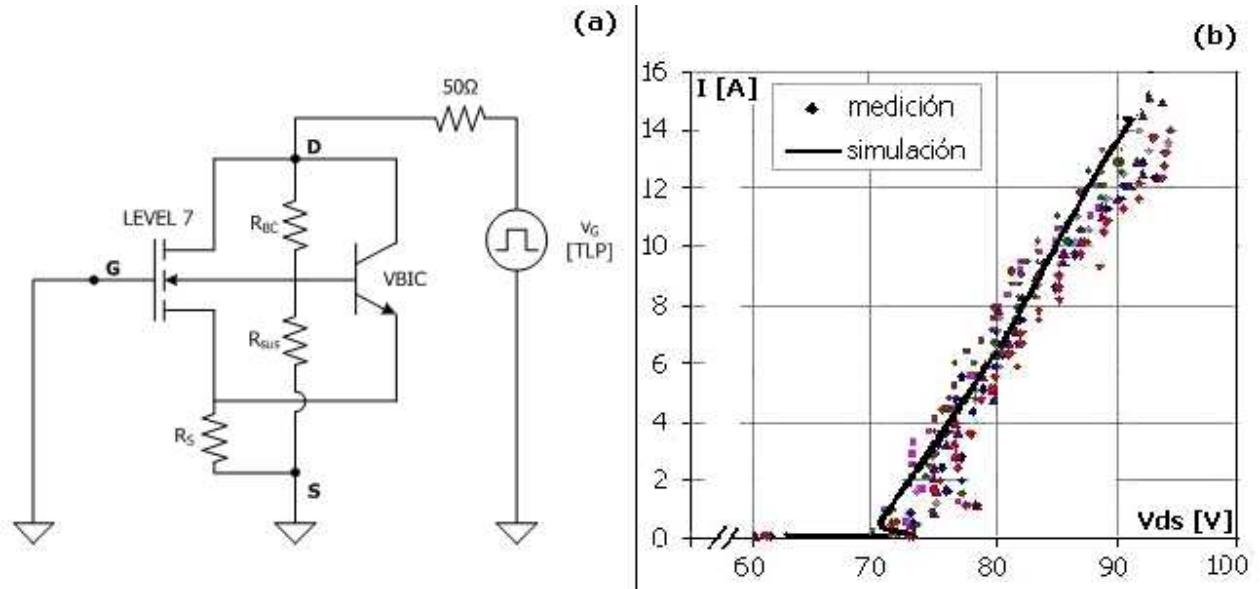 (a)
50Ω
D
LEVEL 7
R_BC
G
VBIC
v_G
[TLP]
R_sus
R_S
S
(b)
I [A]
medición
simulación
16
14
12
10
8
6
4
2
0
Vds [V]
60 70 80 90 100